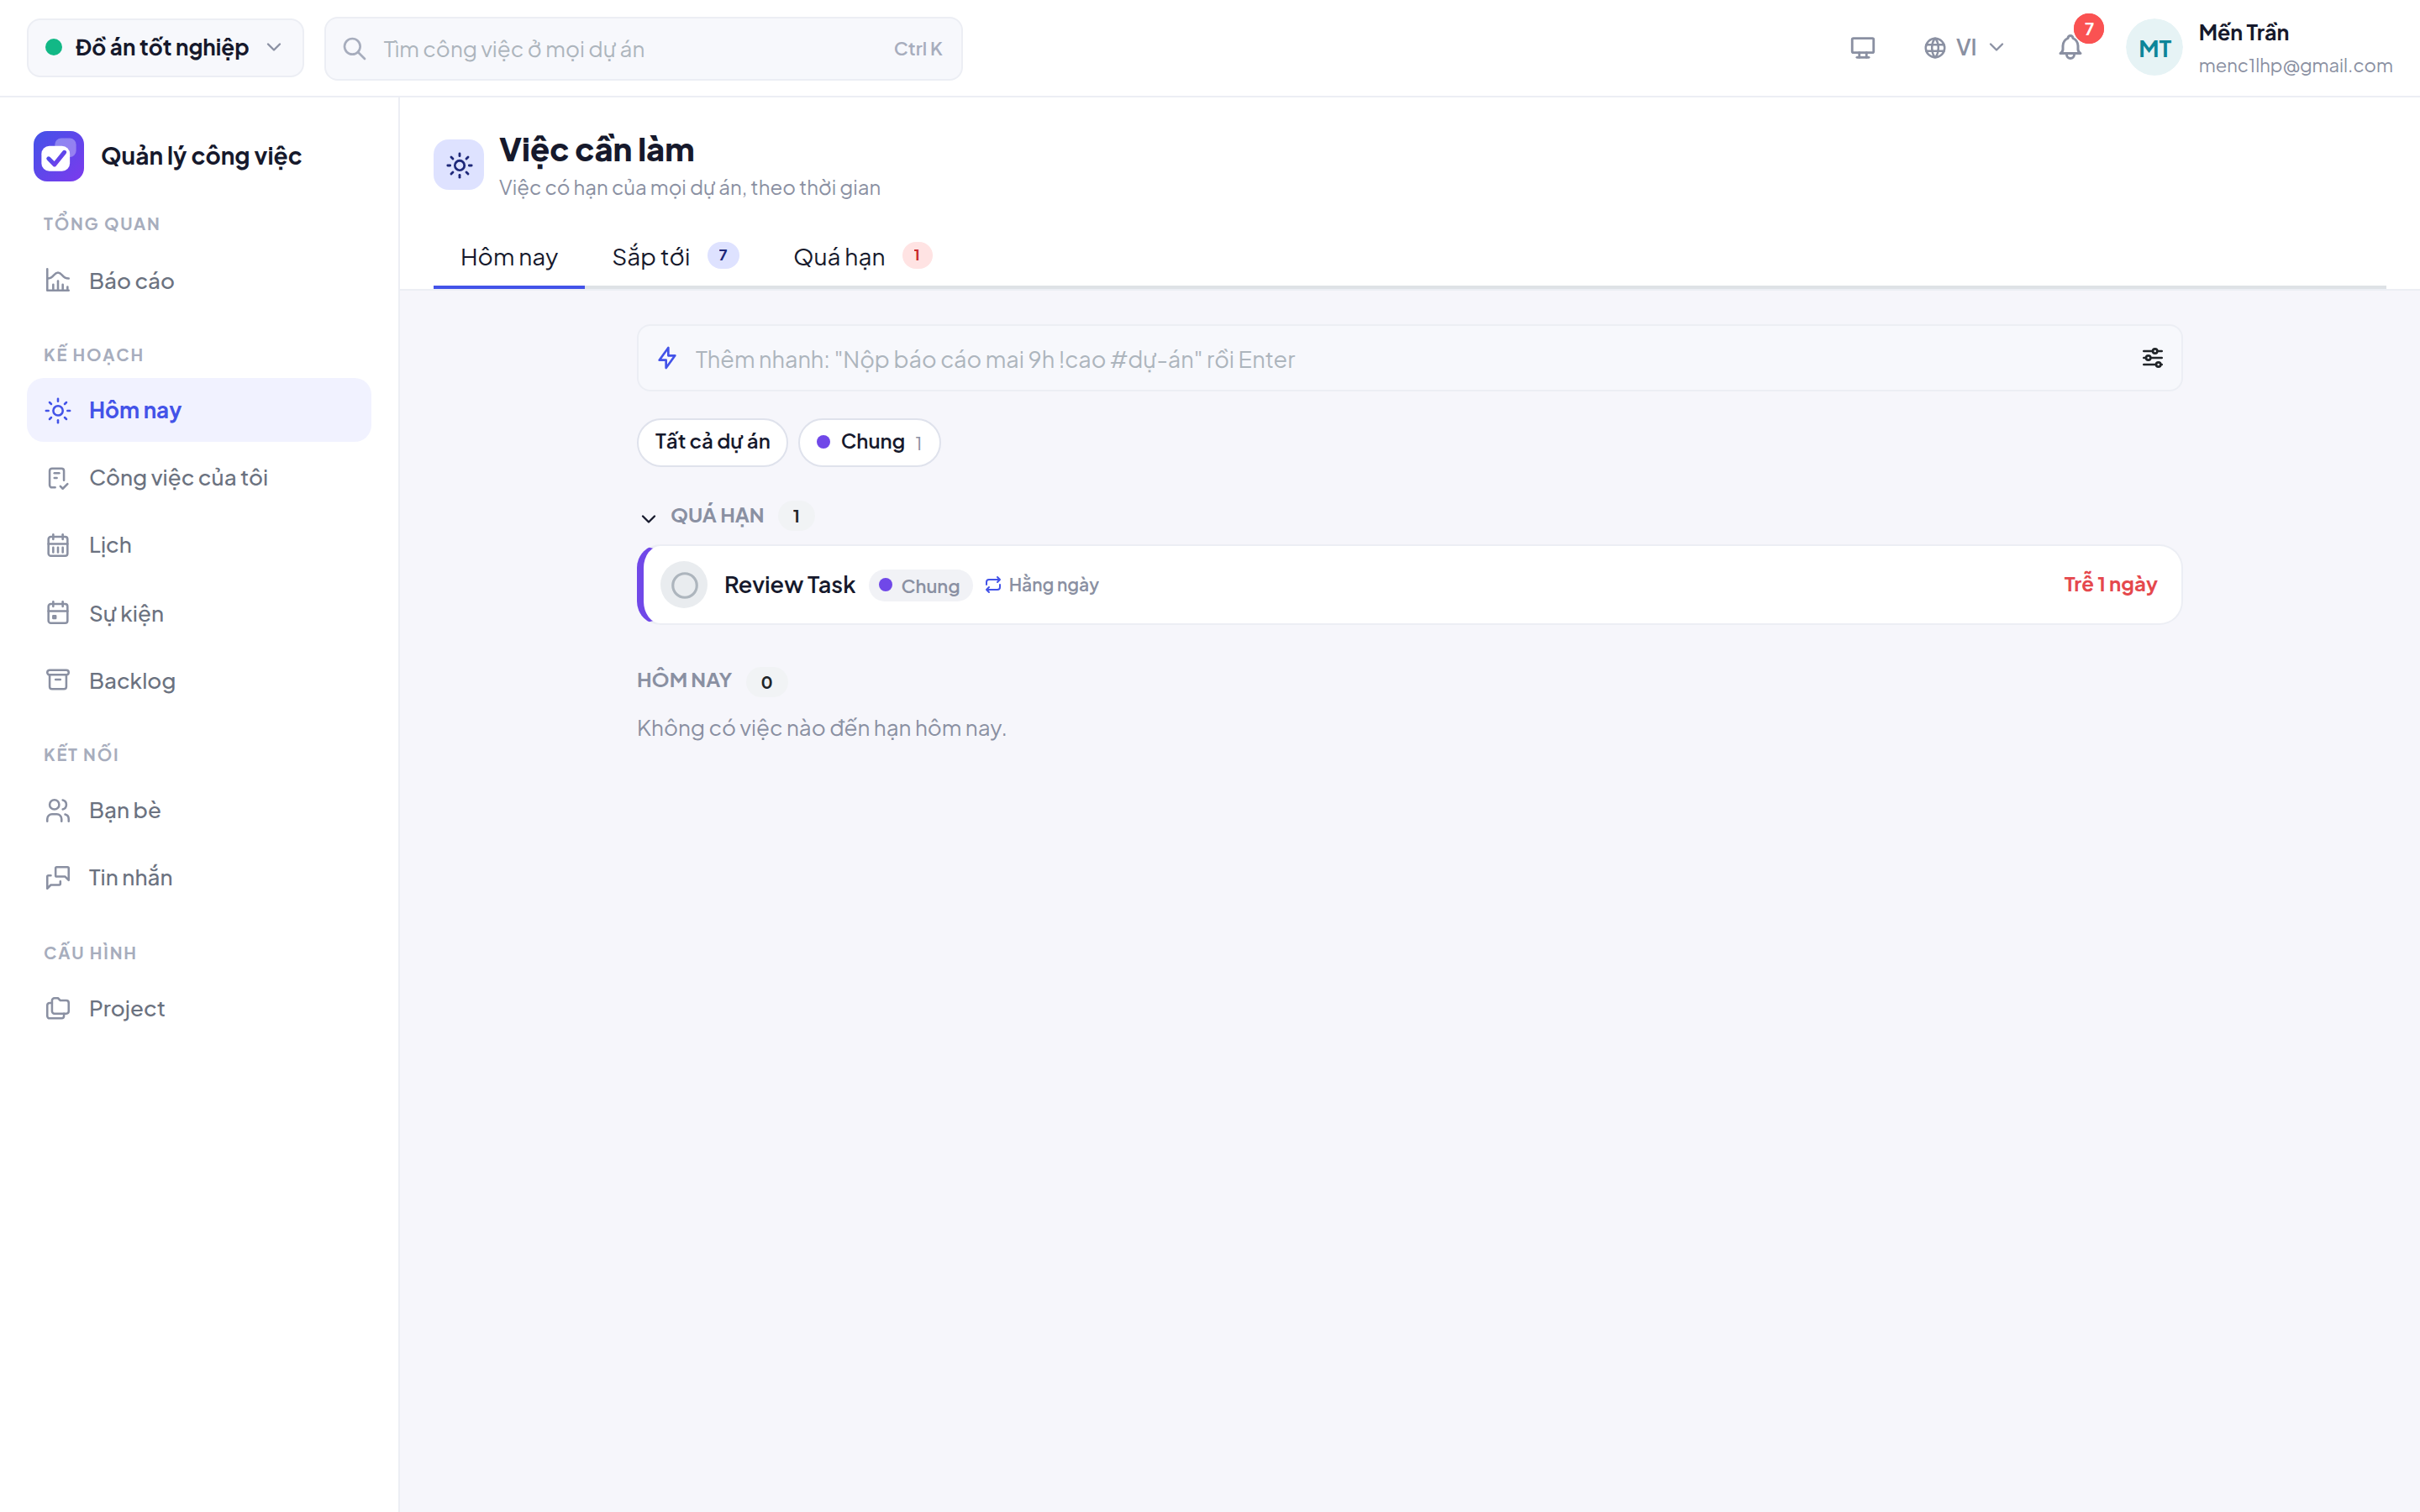 Đồ án tốt nghiệp
Tìm công việc ở mọi dự án
Ctrl K
VI
7
MT
Mến Trần
menc1lhp@gmail.com
Quản lý công việc
TỔNG QUAN
Báo cáo
KẾ HOẠCH
Hôm nay
Công việc của tôi
Lịch
Sự kiện
Backlog
KẾT NỐI
Bạn bè
Tin nhắn
CẤU HÌNH
Project
Việc cần làm
Việc có hạn của mọi dự án, theo thời gian
Hôm nay
Sắp tới 7
Quá hạn 1
Thêm nhanh: "Nộp báo cáo mai 9h !cao #dự-án" rồi Enter
Tất cả dự án
Chung 1
QUÁ HẠN 1
Review Task Chung Hằng ngày Trễ 1 ngày
HÔM NAY 0
Không có việc nào đến hạn hôm nay.